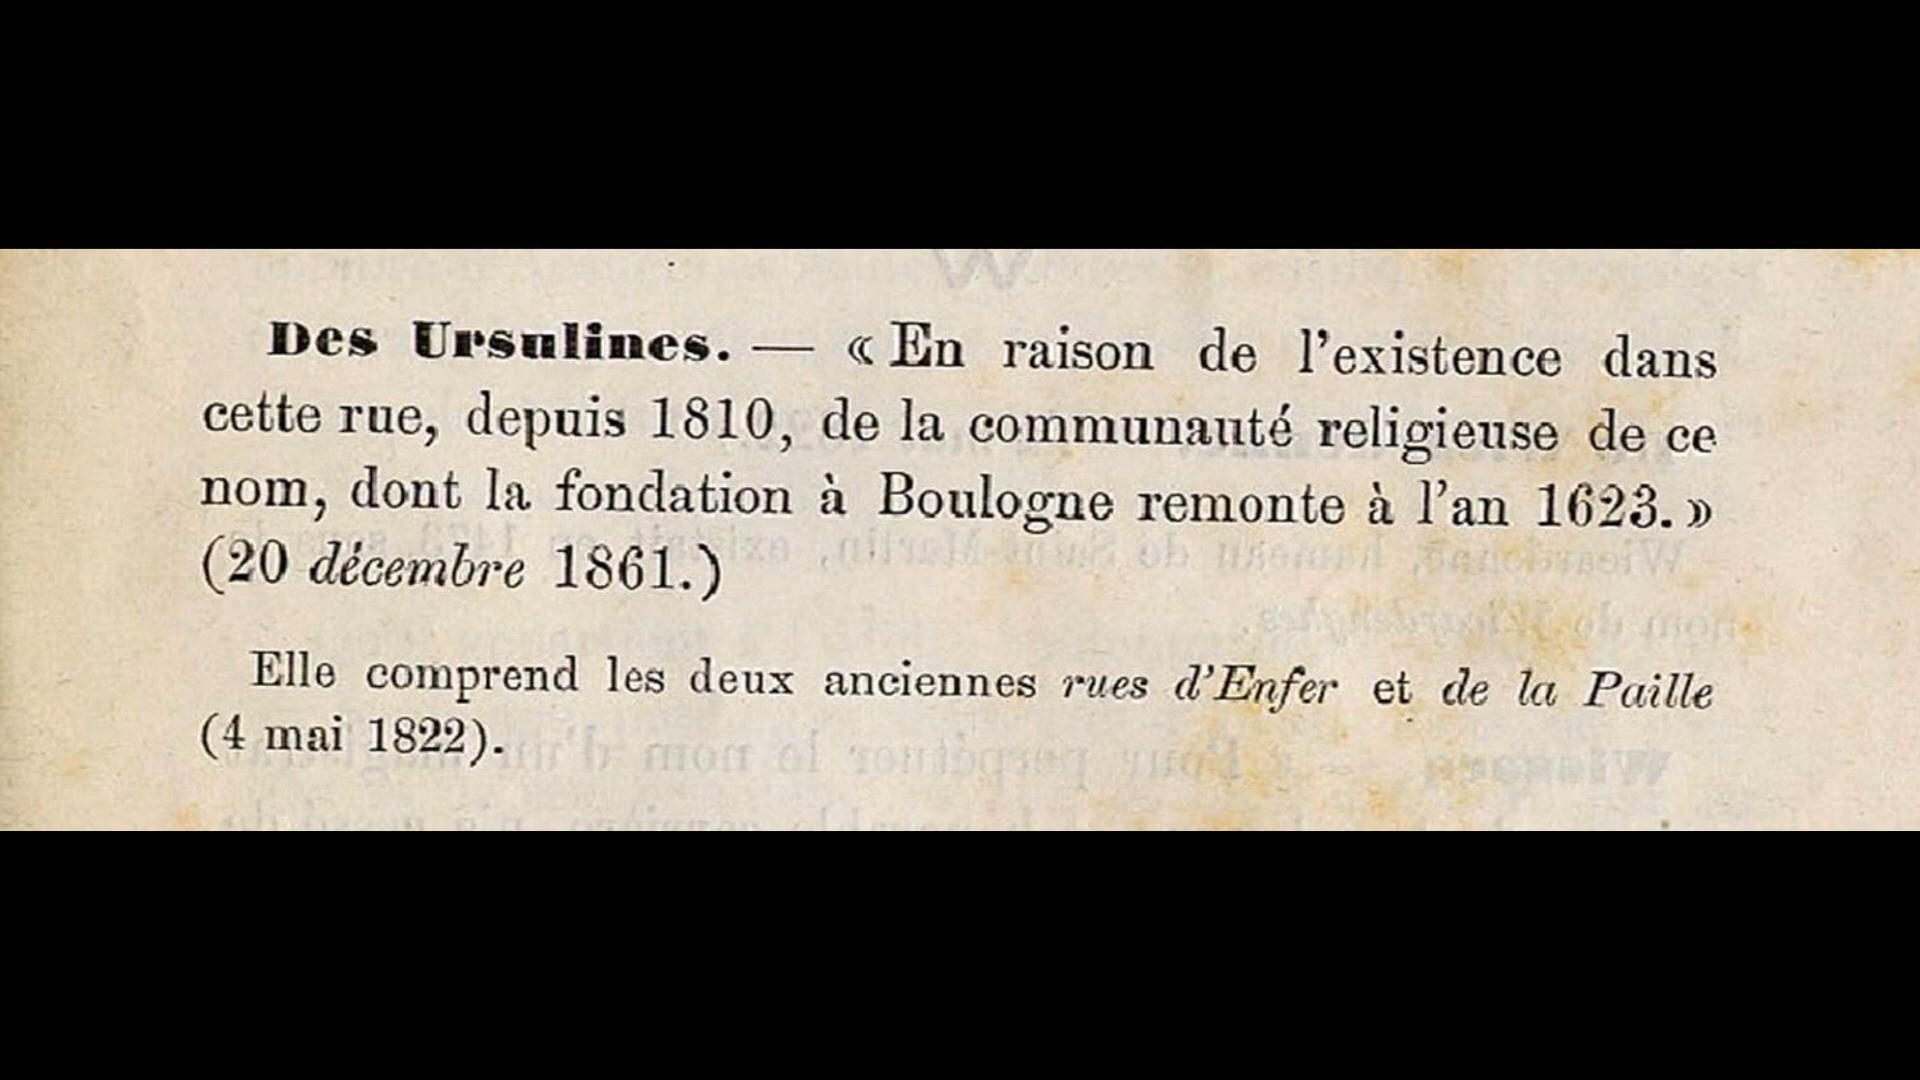 Des Ursulines. — « En raison de l'existence dans
cette rue, depuis 1810, de la communauté religieuse de ce
nom, dont la fondation à Boulogne remonte à l'an 1623. »
(20 décembre 1861.)
Elle comprend les deux anciennes rues d'Enfer et de la Paille
(4 mai 1822).